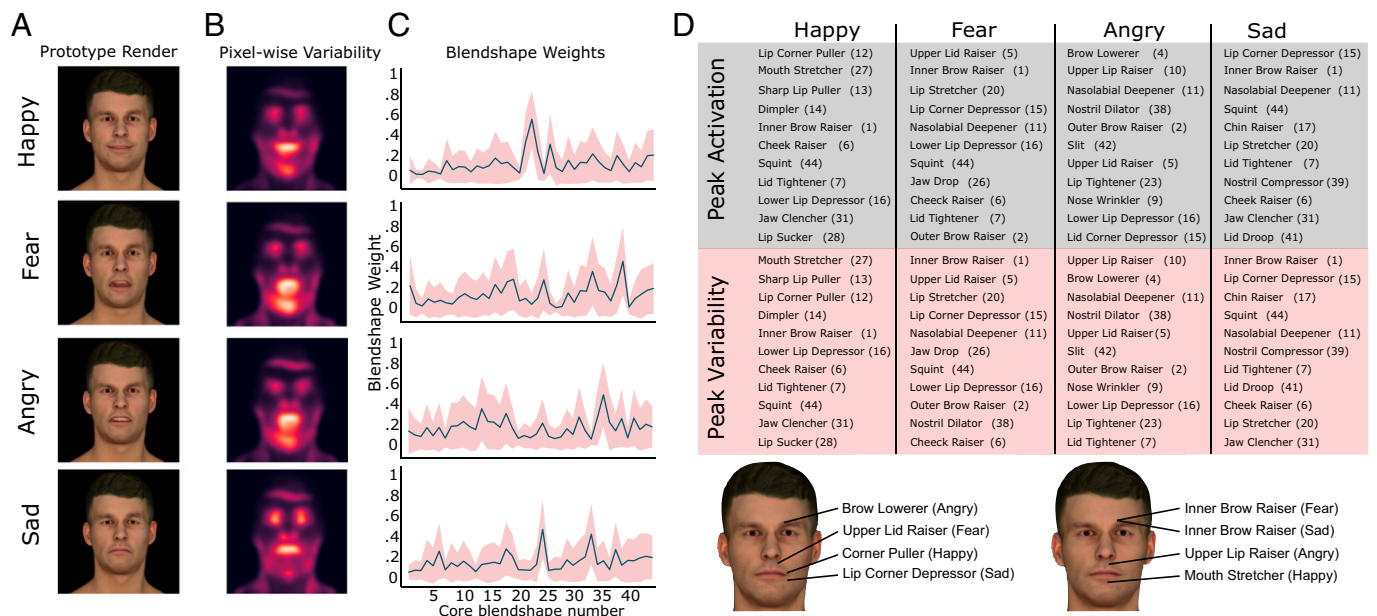 A
B
C
D
Prototype Render
Pixel-wise Variability
Blendshape Weights
Happy
Fear
Angry
Sad
Blendshape Weight
1
.8
.6
.4
.2
0
1
.8
.6
.4
.2
0
1
.8
.6
.4
.2
0
1
.8
.6
.4
.2
0
5 10 15 20 25 30 35 40
Core blendshape number
Happy Fear Angry Sad
Peak Activation
Lip Corner Puller (12) Upper Lid Raiser (5) Brow Lowerer (4) Lip Corner Depressor (15)
Mouth Stretcher (27) Inner Brow Raiser (1) Upper Lip Raiser (10) Inner Brow Raiser (1)
Sharp Lip Puller (13) Lip Stretcher (20) Nasolabial Deepener (11) Nasolabial Deepener (11)
Dimpler (14) Lip Corner Depressor (15) Nostril Dilator (38) Squint (44)
Inner Brow Raiser (1) Nasolabial Deepener (11) Outer Brow Raiser (2) Chin Raiser (17)
Cheek Raiser (6) Lower Lip Depressor (16) Slit (42) Lip Stretcher (20)
Squint (44) Squint (44) Upper Lid Raiser (5) Lid Tightener (7)
Lid Tightener (7) Jaw Drop (26) Lip Tightener (23) Nostril Compressor (39)
Lower Lip Depressor (16) Cheeck Raiser (6) Nose Wrinkler (9) Cheek Raiser (6)
Jaw Clencher (31) Lid Tightener (7) Lower Lip Depressor (16) Jaw Clencher (31)
Lip Sucker (28) Outer Brow Raiser (2) Lid Corner Depressor (15) Lid Droop (41)
Peak Variability
Mouth Stretcher (27) Inner Brow Raiser (1) Upper Lip Raiser (10) Inner Brow Raiser (1)
Sharp Lip Puller (13) Upper Lid Raiser (5) Brow Lowerer (4) Lip Corner Depressor (15)
Lip Corner Puller (12) Lip Stretcher (20) Nasolabial Deepener (11) Chin Raiser (17)
Dimpler (14) Lip Corner Depressor (15) Nostril Dilator (38) Squint (44)
Inner Brow Raiser (1) Nasolabial Deepener (11) Upper Lid Raiser(5) Nasolabial Deepener (11)
Lower Lip Depressor (16) Jaw Drop (26) Slit (42) Nostril Compressor (39)
Cheek Raiser (6) Squint (44) Outer Brow Raiser (2) Lid Tightener (7)
Lid Tightener (7) Lower Lip Depressor (16) Nose Wrinkler (9) Lid Droop (41)
Squint (44) Outer Brow Raiser (2) Lower Lip Depressor (16) Cheek Raiser (6)
Jaw Clencher (31) Nostril Dilator (38) Lip Tightener (23) Lip Stretcher (20)
Lip Sucker (28) Cheeck Raiser (6) Lid Tightener (7) Jaw Clencher (31)
Brow Lowerer (Angry)
Upper Lid Raiser (Fear)
Corner Puller (Happy)
Lip Corner Depressor (Sad)
Inner Brow Raiser (Fear)
Inner Brow Raiser (Sad)
Upper Lip Raiser (Angry)
Mouth Stretcher (Happy)